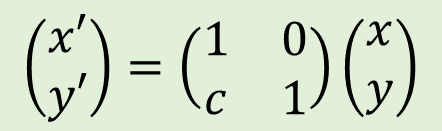 (x′ y′) = (1 0 c 1) (x y)